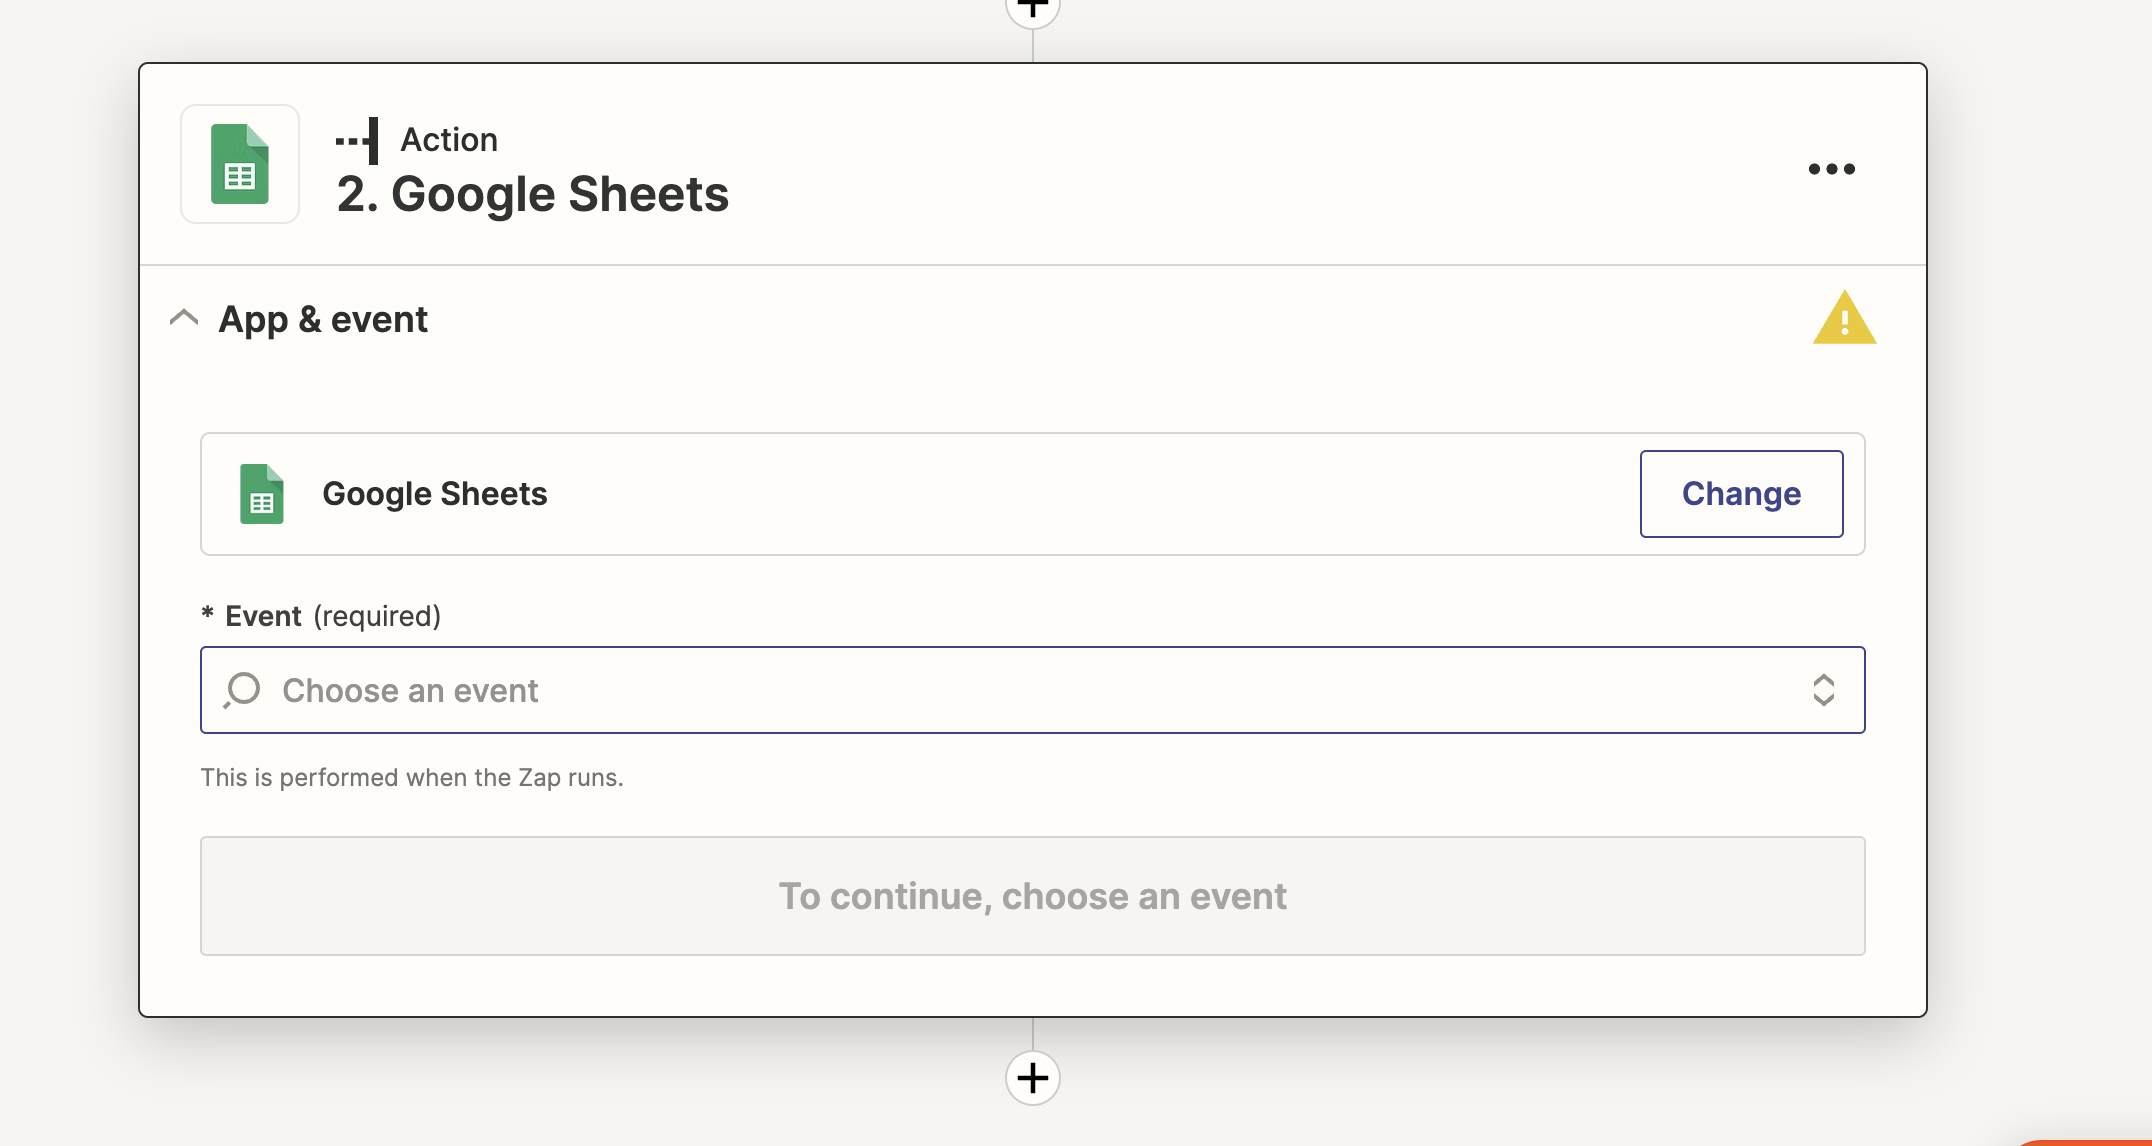 Action
2. Google Sheets
App & event
Google Sheets
Change
* Event (required)
Choose an event
This is performed when the Zap runs.
To continue, choose an event